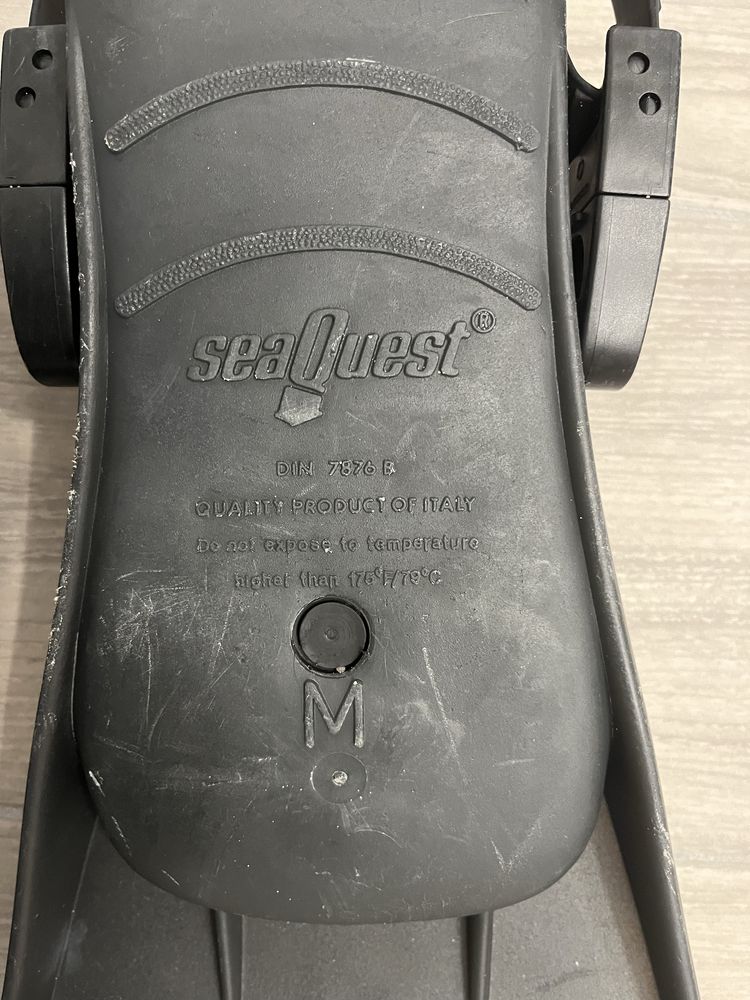 seaQuest®
DIN 7876 B
QUALITY PRODUCT OF ITALY
Do not expose to temperature
higher than 175°F/79°C
M